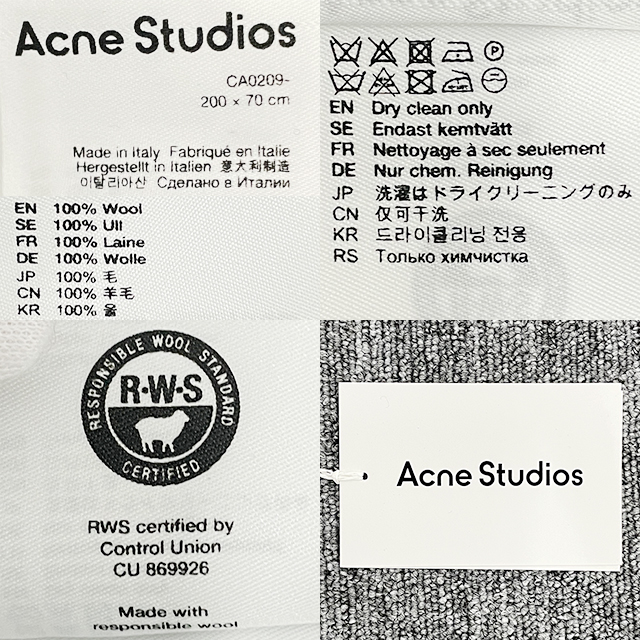 Acne Studios
CA0209-
200 × 70 cm
Made in Italy Fabriqué en Italie
Hergestellt in Italien 意大利制造
이탈리아산 Сделано в Италии
EN 100% Wool
SE 100% Ull
FR 100% Laine
DE 100% Wolle
JP 100% 毛
CN 100% 羊毛
KR 100% 울
P
EN Dry clean only
SE Endast kemtvätt
FR Nettoyage à sec seulement
DE Nur chem. Reinigung
JP 洗濯はドライクリーニングのみ
CN 仅可干洗
KR 드라이클리닝 전용
RS Только химчистка
RESPONSIBLE WOOL STANDARD
R·W·S
CERTIFIED
RWS certified by
Control Union
CU 869926
Made with
responsible wool
Acne Studios